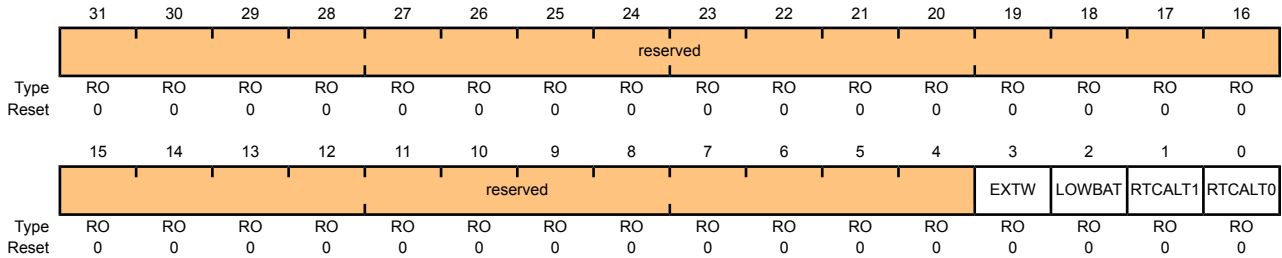 31 30 29 28 27 26 25 24 23 22 21 20 19 18 17 16
reserved
Type RO RO RO RO RO RO RO RO RO RO RO RO RO RO RO RO
Reset 0 0 0 0 0 0 0 0 0 0 0 0 0 0 0 0
15 14 13 12 11 10 9 8 7 6 5 4 3 2 1 0
reserved EXTW LOWBAT RTCALT1 RTCALT0
Type RO RO RO RO RO RO RO RO RO RO RO RO RO RO RO RO
Reset 0 0 0 0 0 0 0 0 0 0 0 0 0 0 0 0